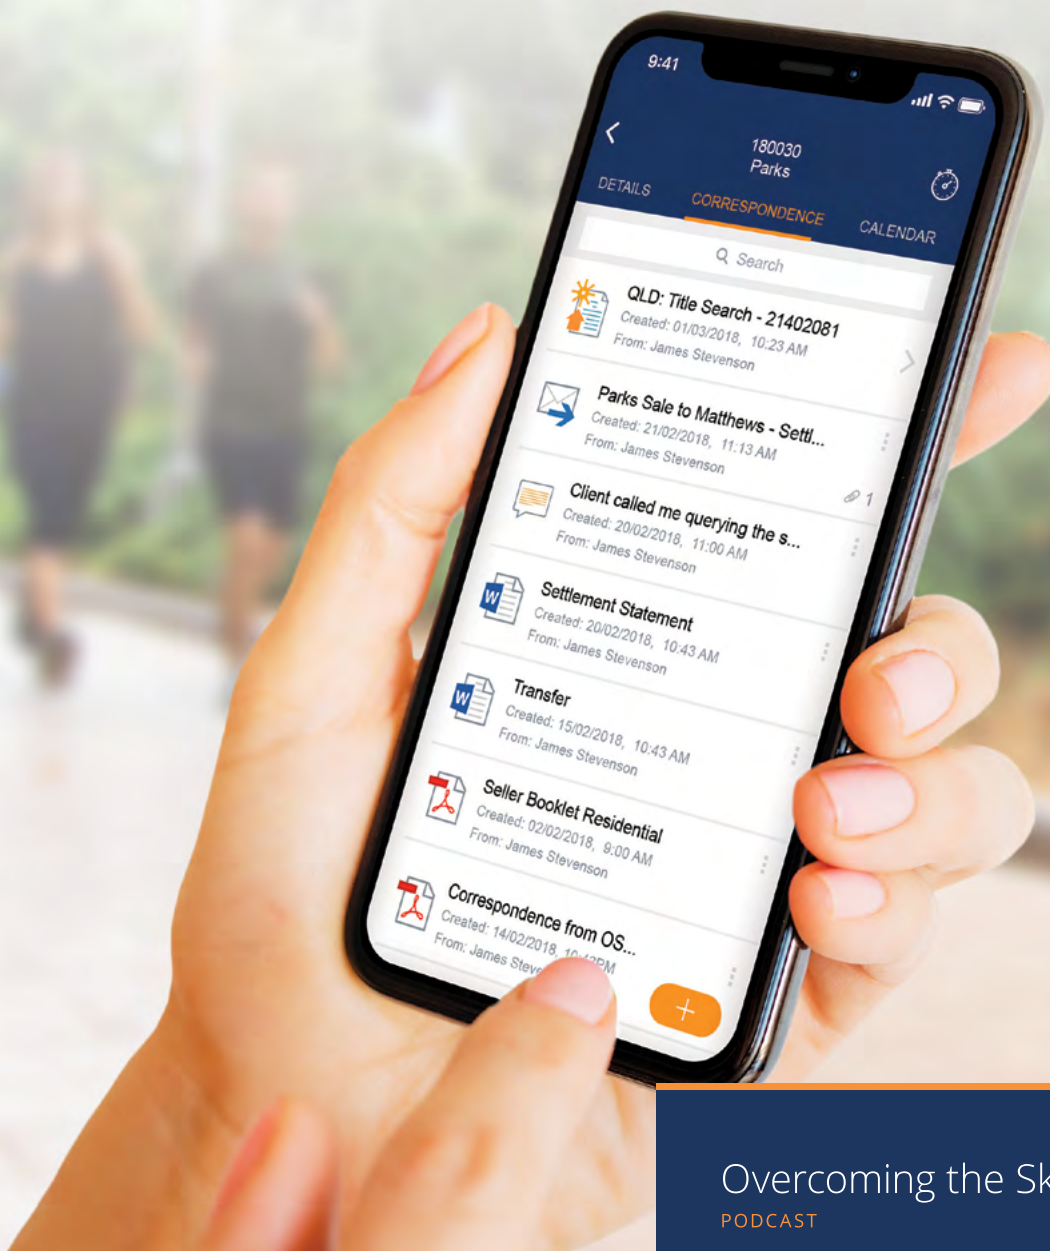 9:41
180030
Parks
DETAILS CORRESPONDENCE CALENDAR
Search
QLD: Title Search - 21402081
Created: 01/03/2018, 10:23 AM
From: James Stevenson
Parks Sale to Matthews - Settl...
Created: 21/02/2018, 11:13 AM
From: James Stevenson
1
Client called me querying the s...
Created: 20/02/2018, 11:00 AM
From: James Stevenson
W
Settlement Statement
Created: 20/02/2018, 10:43 AM
From: James Stevenson
W
Transfer
Created: 15/02/2018, 10:43 AM
From: James Stevenson
Seller Booklet Residential
Created: 02/02/2018, 9:00 AM
From: James Stevenson
Correspondence from OS...
Created: 14/02/2018,
From: James
Overcoming the
PODCAST